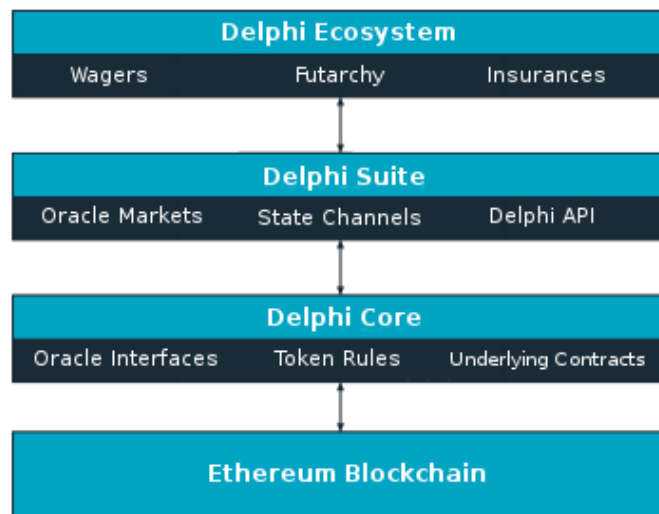 Delphi Ecosystem
Wagers Futarchy Insurances
Delphi Suite
Oracle Markets State Channels Delphi API
Delphi Core
Oracle Interfaces Token Rules Underlying Contracts
Ethereum Blockchain